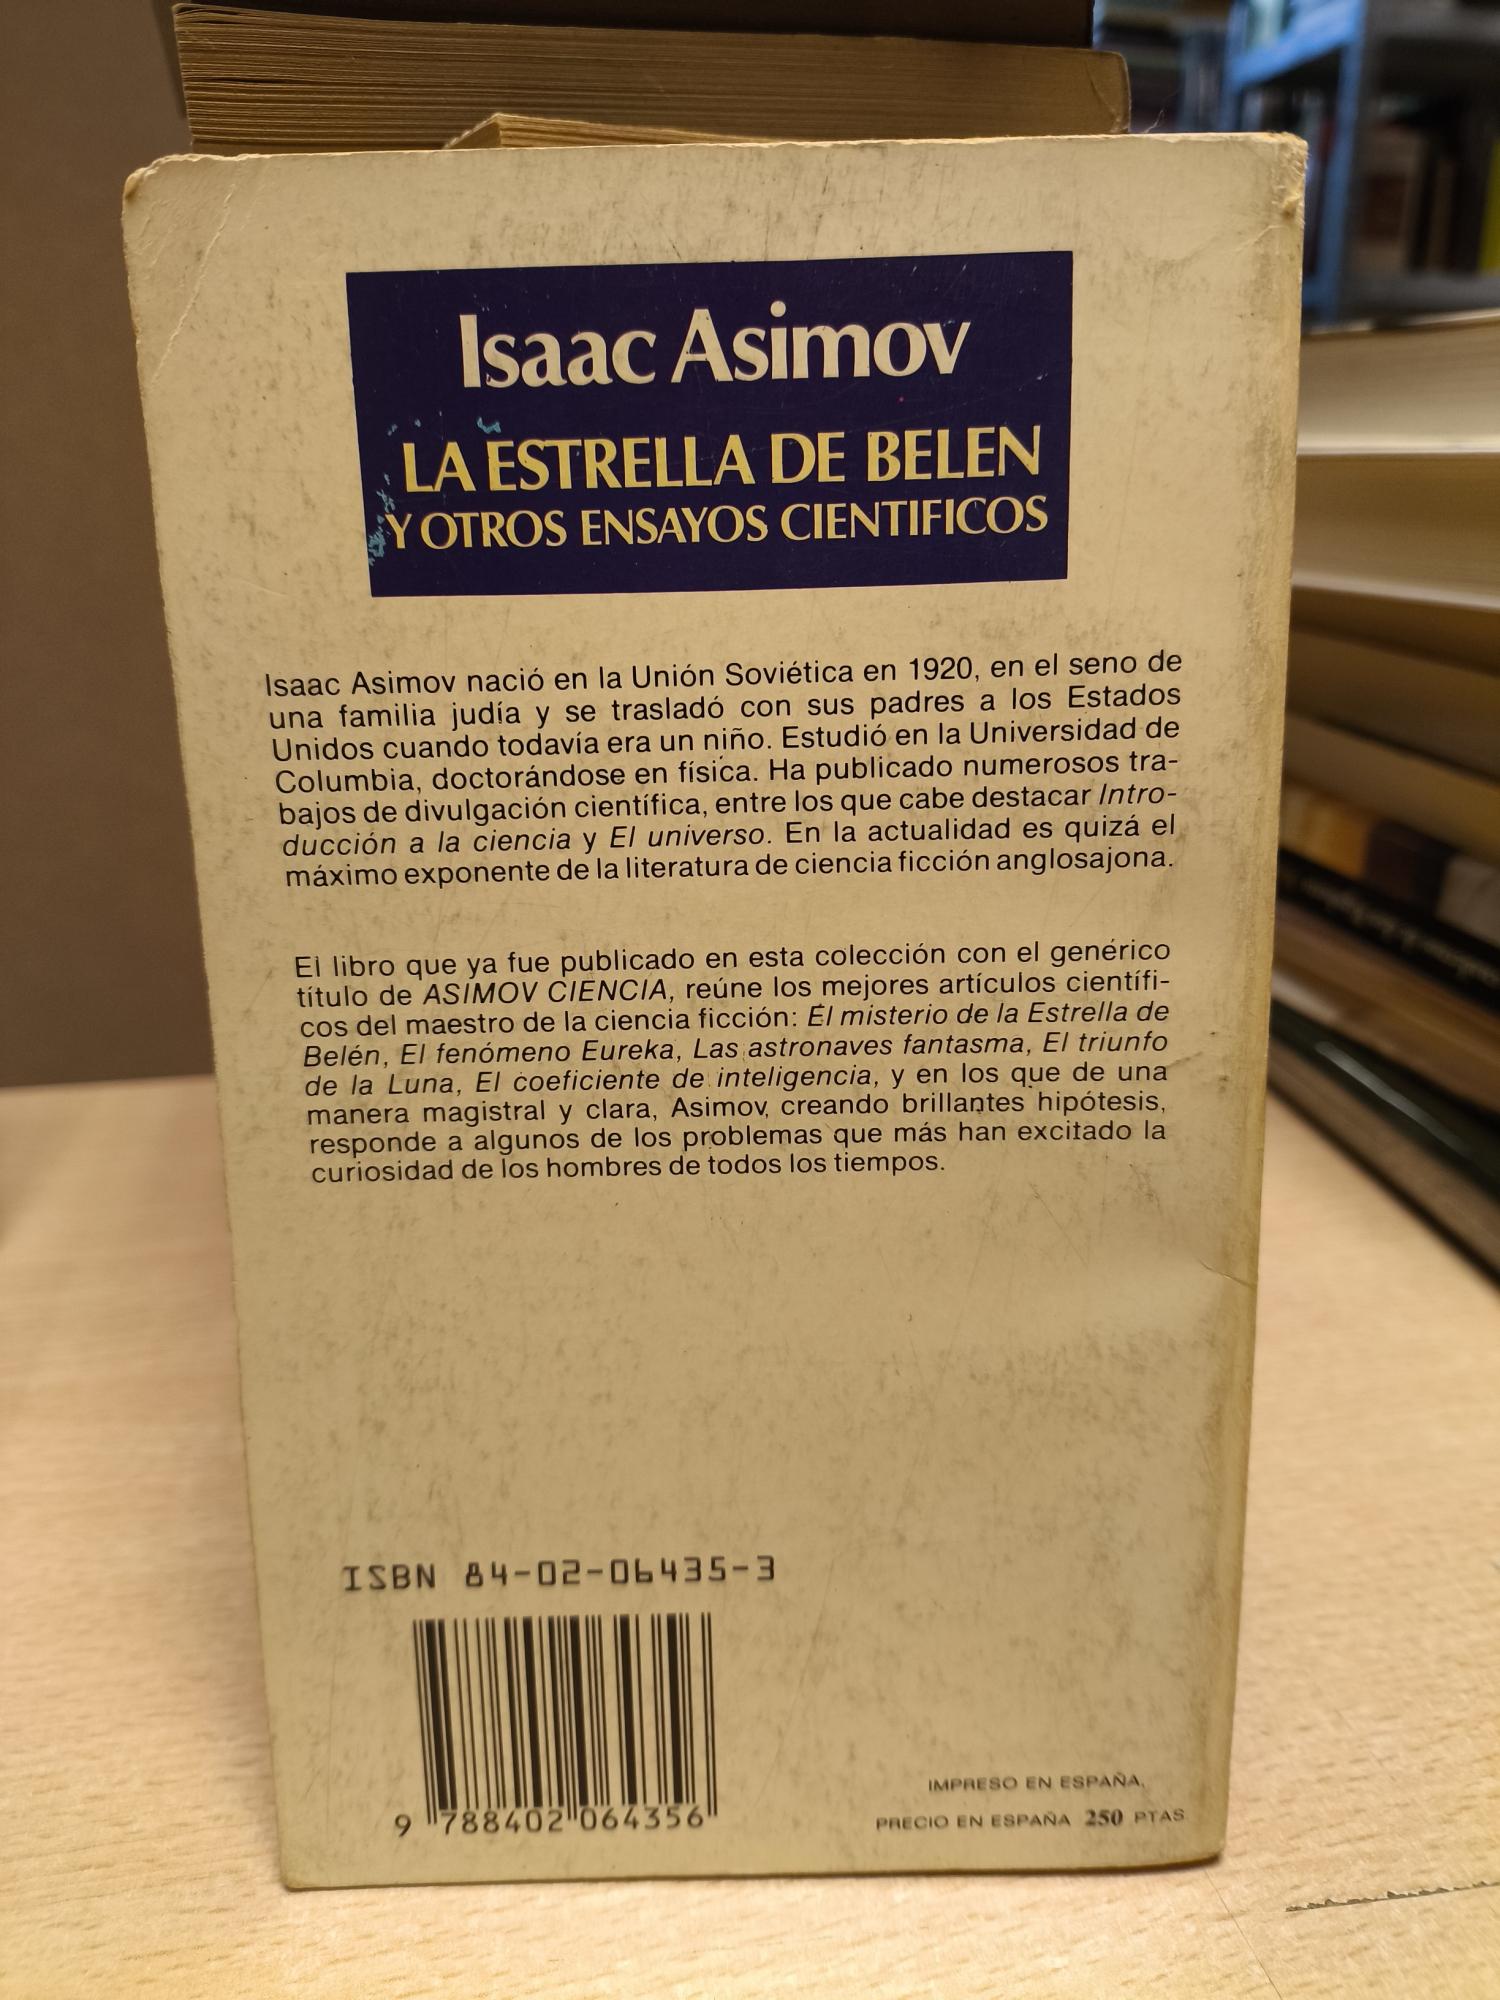 Isaac Asimov
LA ESTRELLA DE BELEN
Y OTROS ENSAYOS CIENTIFICOS
Isaac Asimov nació en la Unión Soviética en 1920, en el seno de
una familia judía y se trasladó con sus padres a los Estados
Unidos cuando todavía era un niño. Estudió en la Universidad de
Columbia, doctorándose en física. Ha publicado numerosos tra-
bajos de divulgación científica, entre los que cabe destacar Intro-
ducción a la ciencia y El universo. En la actualidad es quizá el
máximo exponente de la literatura de ciencia ficción anglosajona.
El libro que ya fue publicado en esta colección con el genérico
título de ASIMOV CIENCIA, reúne los mejores artículos científi-
cos del maestro de la ciencia ficción: El misterio de la Estrella de
Belén, El fenómeno Eureka, Las astronaves fantasma, El triunfo
de la Luna, El coeficiente de inteligencia, y en los que de una
manera magistral y clara, Asimov, creando brillantes hipótesis,
responde a algunos de los problemas que más han excitado la
curiosidad de los hombres de todos los tiempos.
ISBN 84-02-06435-3
9 788402 064356
IMPRESO EN ESPAÑA.
PRECIO EN ESPAÑA 250 PTAS